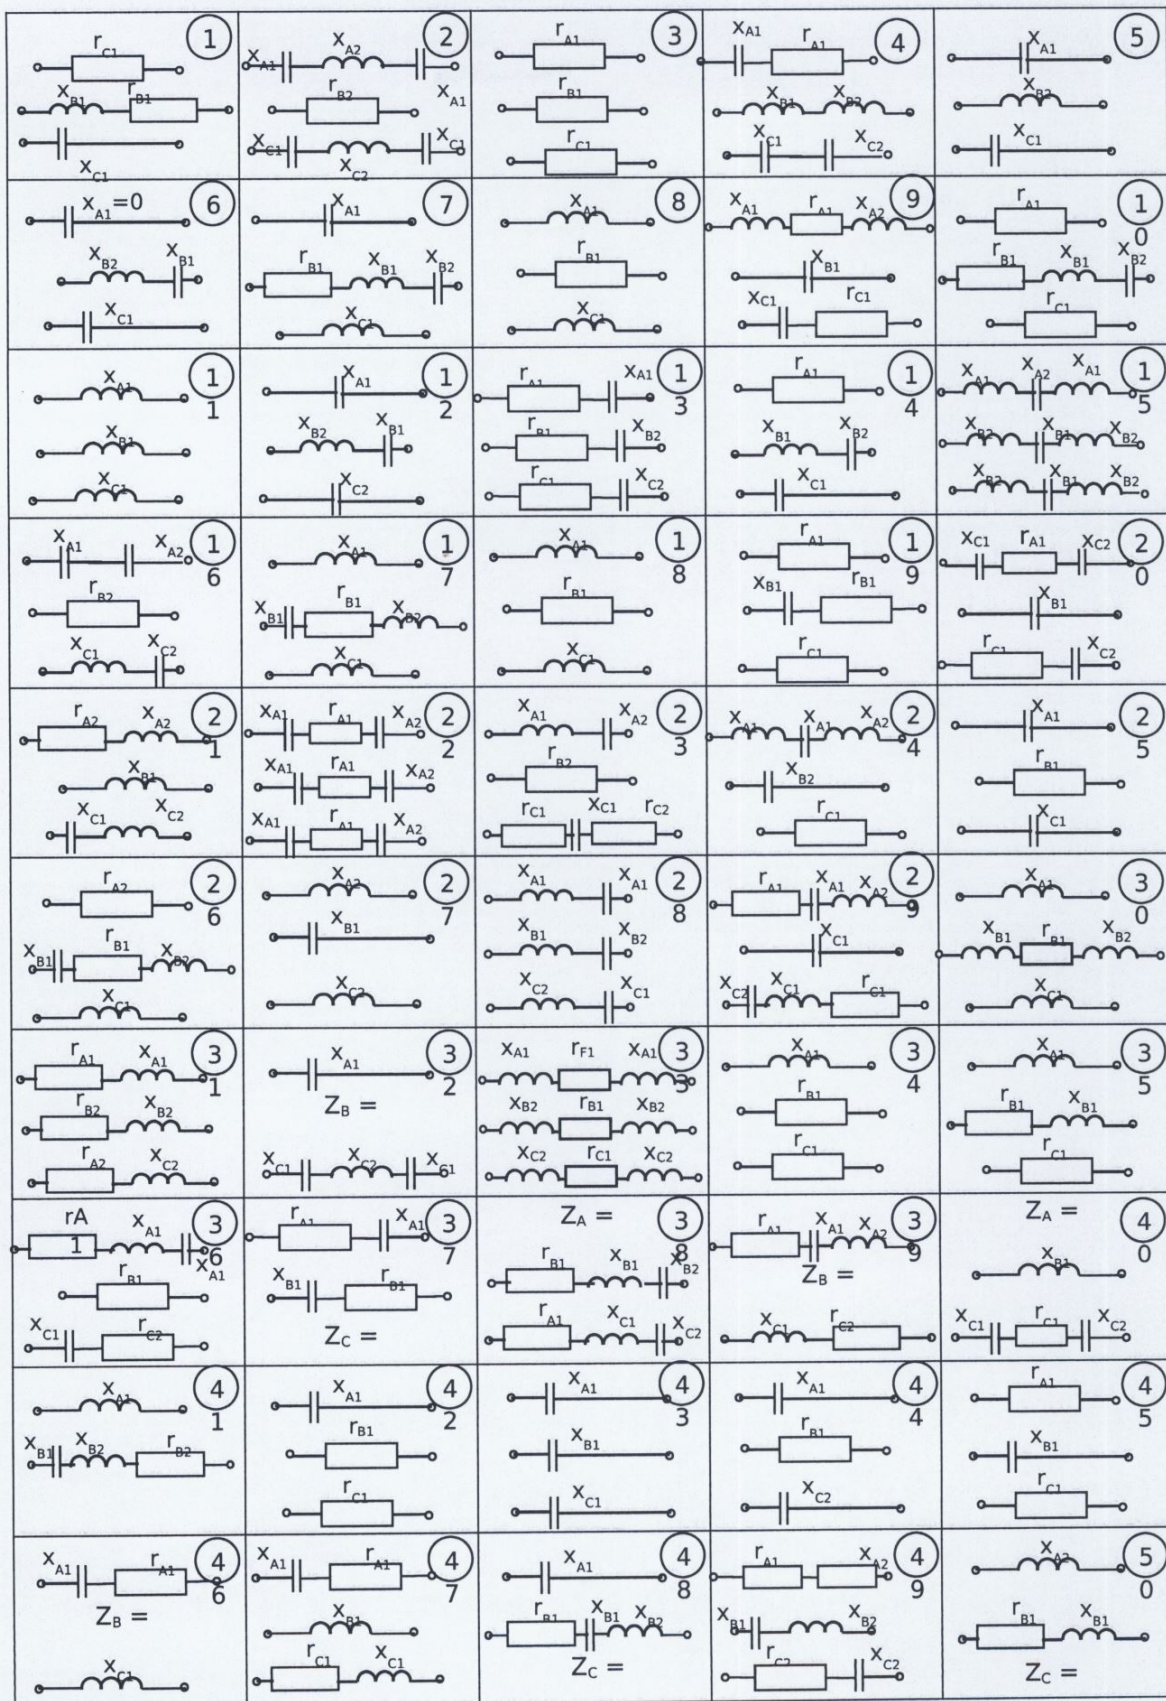 1
r_C1
x_B1 r_B1
x_C1
2
x_A1 x_A2
r_B2 x_A1
x_C1 x_C2 x_C1
3
r_A1
r_B1
r_C1
4
x_A1 r_A1
x_B1 x_B2
x_C1 x_C2
5
x_A1
x_B2
x_C1
6
x_A1 =0
x_B2 x_B1
x_C1
7
x_A1
r_B1 x_B1 x_B2
x_C1
8
x_A1
r_B1
x_C1
9
x_A1 r_A1 x_A2
x_B1
x_C1 r_C1
10
r_A1
r_B1 x_B1 x_B2
r_C1
11
x_A1
x_B1
x_C1
12
x_A1
x_B2 x_B1
x_C2
13
r_A1 x_A1
r_B1 x_B2
r_C1 x_C2
14
r_A1
x_B1 x_B2
x_C1
15
x_A1 x_A2 x_A1
x_B2 x_B1 x_B2
x_B2 x_B1 x_B2
16
x_A1 x_A2
r_B2
x_C1 x_C2
17
x_A1
x_B1 r_B1 x_B2
x_C1
18
x_A1
r_B1
x_C1
19
r_A1
x_B1 r_B1
r_C1
20
x_C1 r_A1 x_C2
x_B1
r_C1 x_C2
21
r_A2 x_A2
x_B1
x_C1 x_C2
22
x_A1 r_A1 x_A2
x_A1 r_A1 x_A2
x_A1 r_A1 x_A2
23
x_A1 x_A2
r_B2
r_C1 x_C1 r_C2
24
x_A1 x_A1 x_A2
x_B2
r_C1
25
x_A1
r_B1
x_C1
26
r_A2
x_B1 r_B1 x_B2
x_C1
27
x_A2
x_B1
x_C2
28
x_A1 x_A1
x_B1 x_B2
x_C2 x_C1
29
r_A1 x_A1 x_A2
x_C1
x_C2 x_C1 r_C1
30
x_A1
x_B1 r_B1 x_B2
x_C1
31
r_A1 x_A1
r_B2 x_B2
r_A2 x_C2
32
x_A1
Z_B =
x_C1 x_C2 x_C1
33
x_A1 r_F1 x_A1
x_B2 r_B1 x_B2
x_C2 r_C1 x_C2
34
x_A1
r_B1
r_C1
35
x_A1
r_B1 x_B1
r_C1
36
rA1 x_A1 x_A1
r_B1
x_C1 r_C2
37
r_A1 x_A1
x_B1 r_B1
Z_C =
38
Z_A =
r_B1 x_B1 x_B2
r_A1 x_C1 x_C2
39
r_A1 x_A1 x_A2
Z_B =
x_C1 r_C2
40
Z_A =
x_B1
x_C1 r_C1 x_C2
41
x_A1
x_B1 x_B2 r_B2
42
x_A1
r_B1
r_C1
43
x_A1
x_B1
x_C1
44
x_A1
r_B1
x_C2
45
r_A1
x_B1
r_C1
46
x_A1 r_A1
Z_B =
x_C1
47
x_A1 r_A1
x_B1
r_C1 x_C1
48
x_A1
r_B1 x_B1 x_B2
Z_C =
49
r_A1 x_A2
x_B1 x_B2
r_C2 x_C2
50
x_A2
r_B1 x_B1
Z_C =